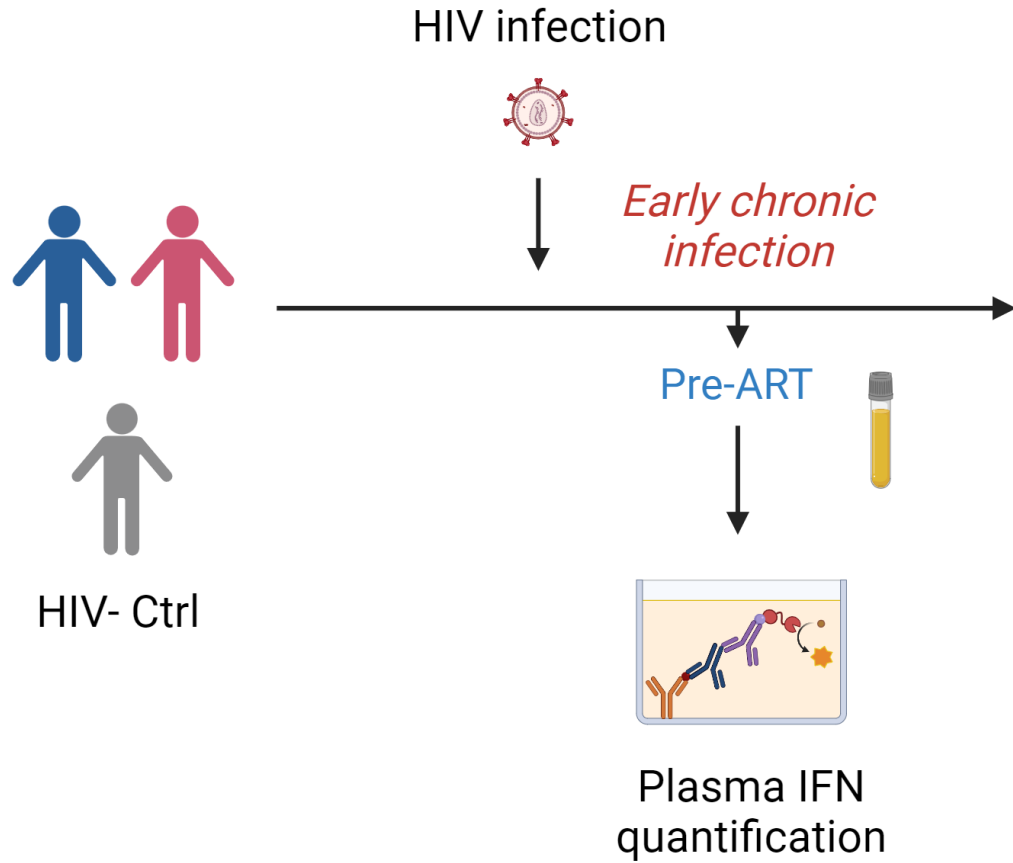 HIV infection
Early chronic
infection
Pre-ART
HIV- Ctrl
Plasma IFN
quantification